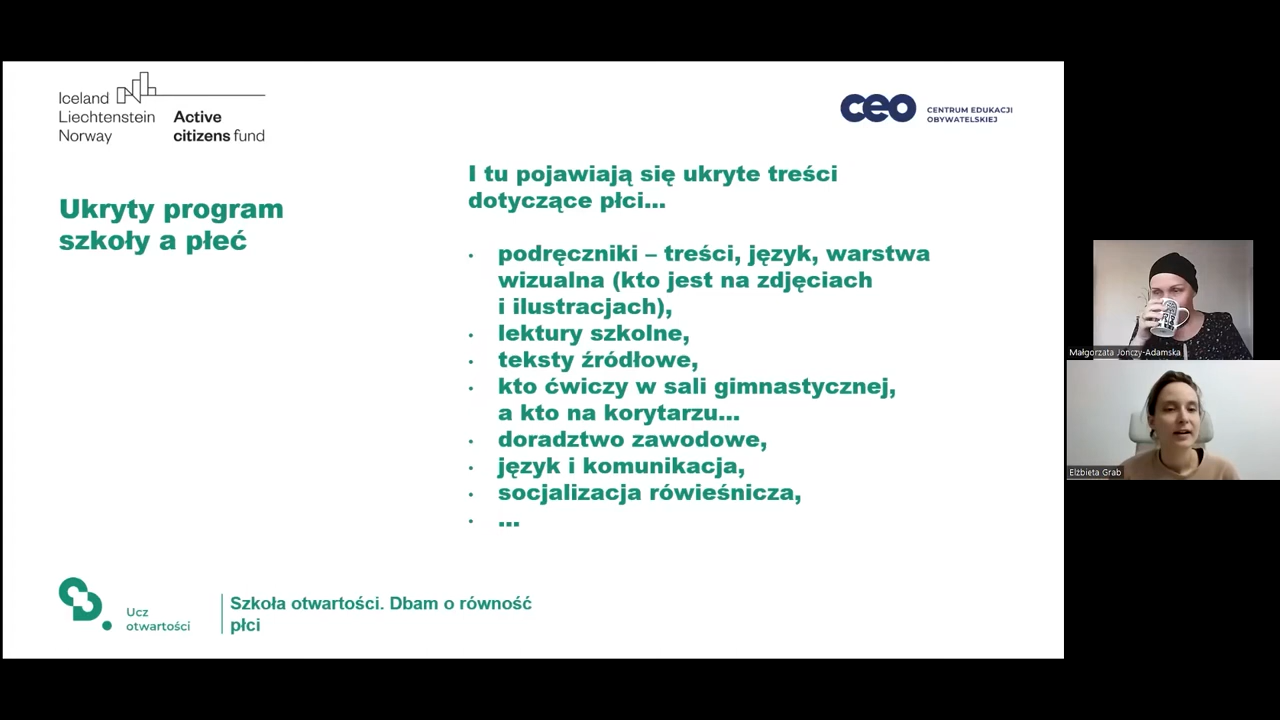 Iceland
Liechtenstein
Norway
Active
citizens fund
ceo
CENTRUM EDUKACJI
OBYWATELSKIEJ
Ukryty program
szkoły a płeć
I tu pojawiają się ukryte treści
dotyczące płci...
• podręczniki – treści, język, warstwa
wizualna (kto jest na zdjęciach
i ilustracjach),
• lektury szkolne,
• teksty źródłowe,
• kto ćwiczy w sali gimnastycznej,
a kto na korytarzu...
• doradztwo zawodowe,
• język i komunikacja,
• socjalizacja rówieśnicza,
• ...
Ucz
otwartości
Szkoła otwartości. Dbam o równość
płci
Małgorzata Jonczy-Adamska
Elżbieta Grab